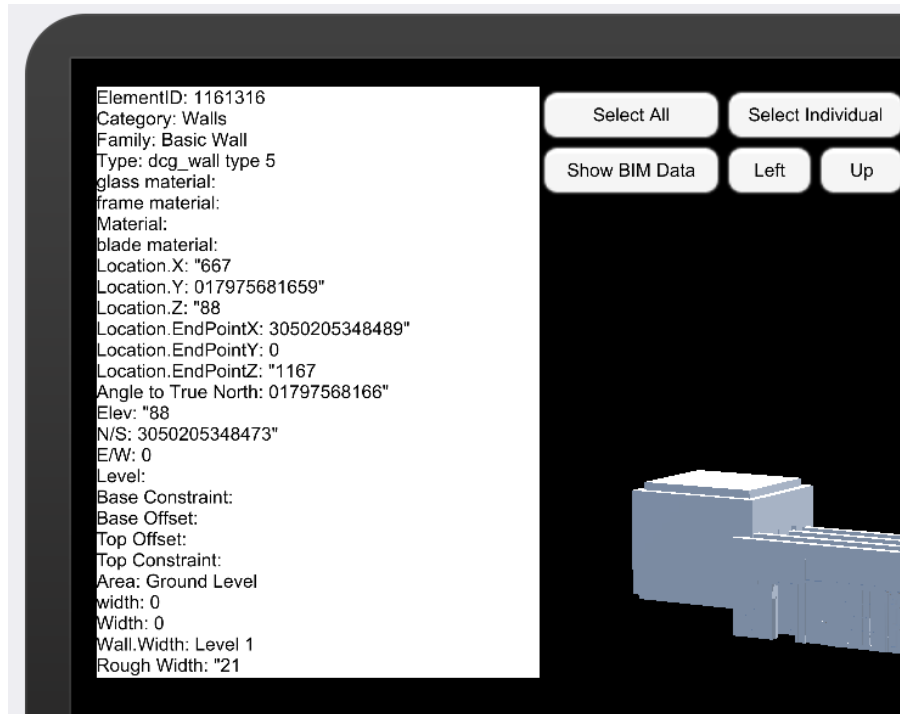 ElementID: 1161316
Category: Walls
Family: Basic Wall
Type: dcg_wall type 5
glass material:
frame material:
Material:
blade material:
Location.X: "667
Location.Y: 017975681659"
Location.Z: "88
Location.EndPointX: 3050205348489"
Location.EndPointY: 0
Location.EndPointZ: "1167
Angle to True North: 01797568166"
Elev: "88
N/S: 3050205348473"
E/W: 0
Level:
Base Constraint:
Base Offset:
Top Offset:
Top Constraint:
Area: Ground Level
width: 0
Width: 0
Wall.Width: Level 1
Rough Width: "21
Select All
Select Individual
Show BIM Data
Left
Up